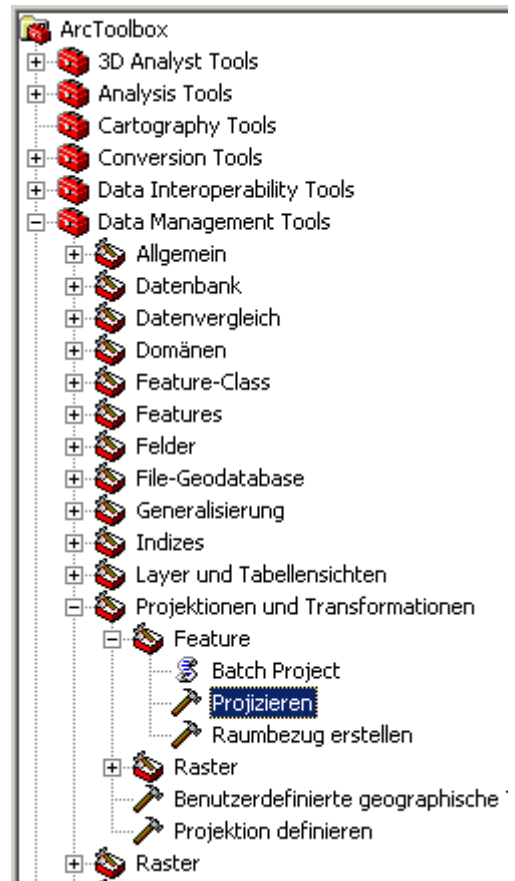 ArcToolbox
3D Analyst Tools
Analysis Tools
Cartography Tools
Conversion Tools
Data Interoperability Tools
Data Management Tools
Allgemein
Datenbank
Datenvergleich
Domänen
Feature-Class
Features
Felder
File-Geodatabase
Generalisierung
Indizes
Layer und Tabellensichten
Projektionen und Transformationen
Feature
Batch Project
Projizieren
Raumbezug erstellen
Raster
Benutzerdefinierte geographische
Projektion definieren
Raster